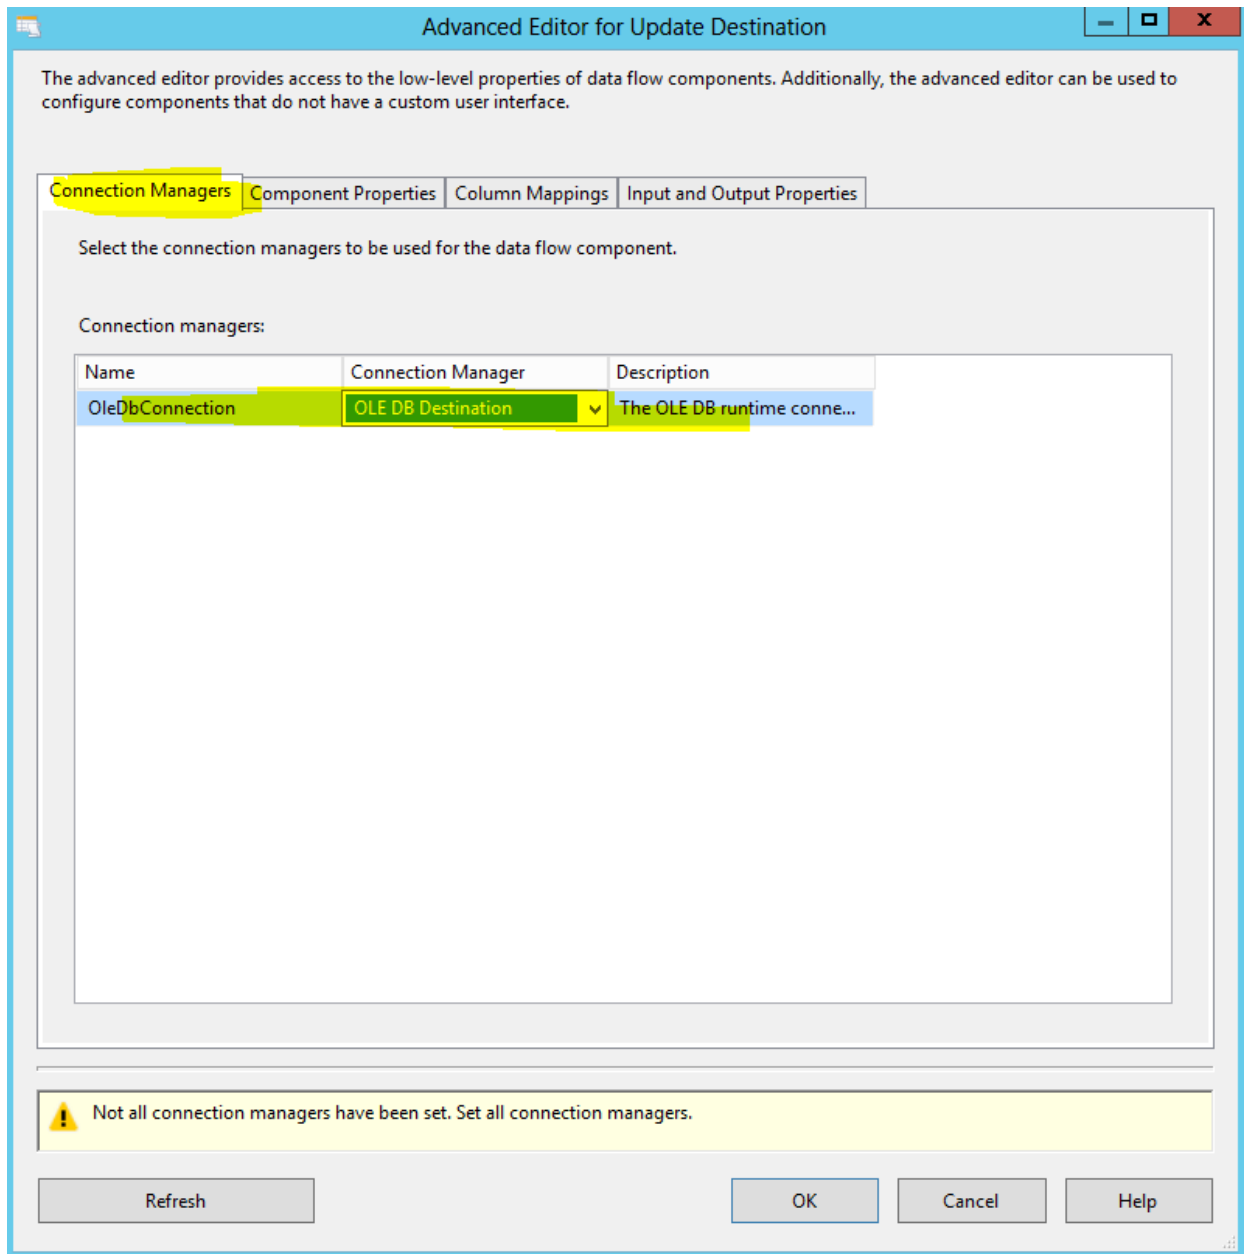 Advanced Editor for Update Destination
X
The advanced editor provides access to the low-level properties of data flow components. Additionally, the advanced editor can be used to
configure components that do not have a custom user interface.
Connection Managers Component Properties Column Mappings Input and Output Properties
Select the connection managers to be used for the data flow component.
Connection managers:
Name Connection Manager Description
OleDbConnection OLE DB Destination The OLE DB runtime conne...
Not all connection managers have been set. Set all connection managers.
Refresh OK Cancel Help